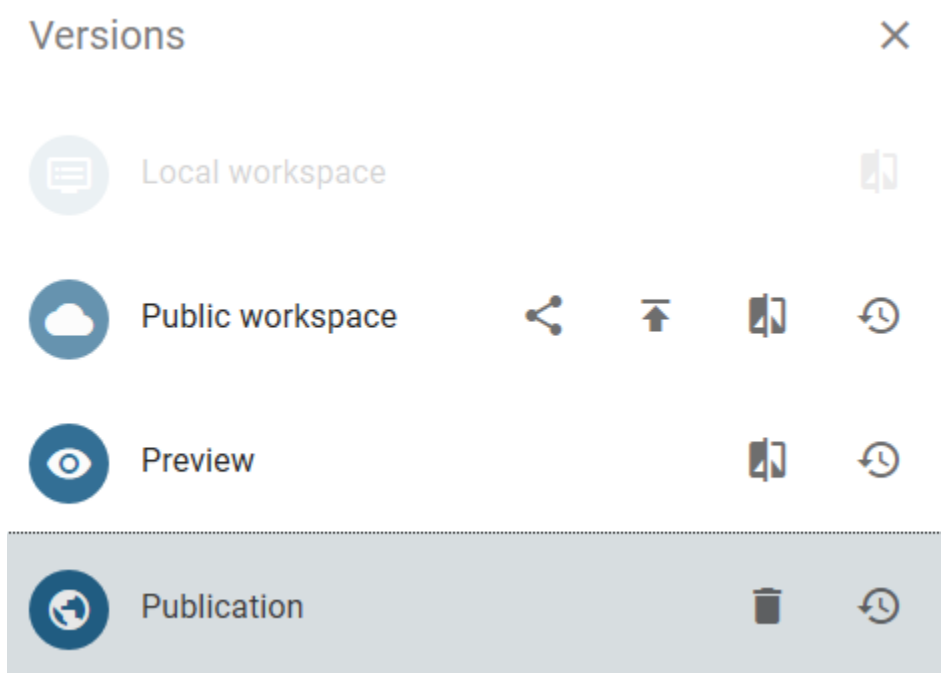 Versions
Local workspace
Public workspace
Preview
Publication